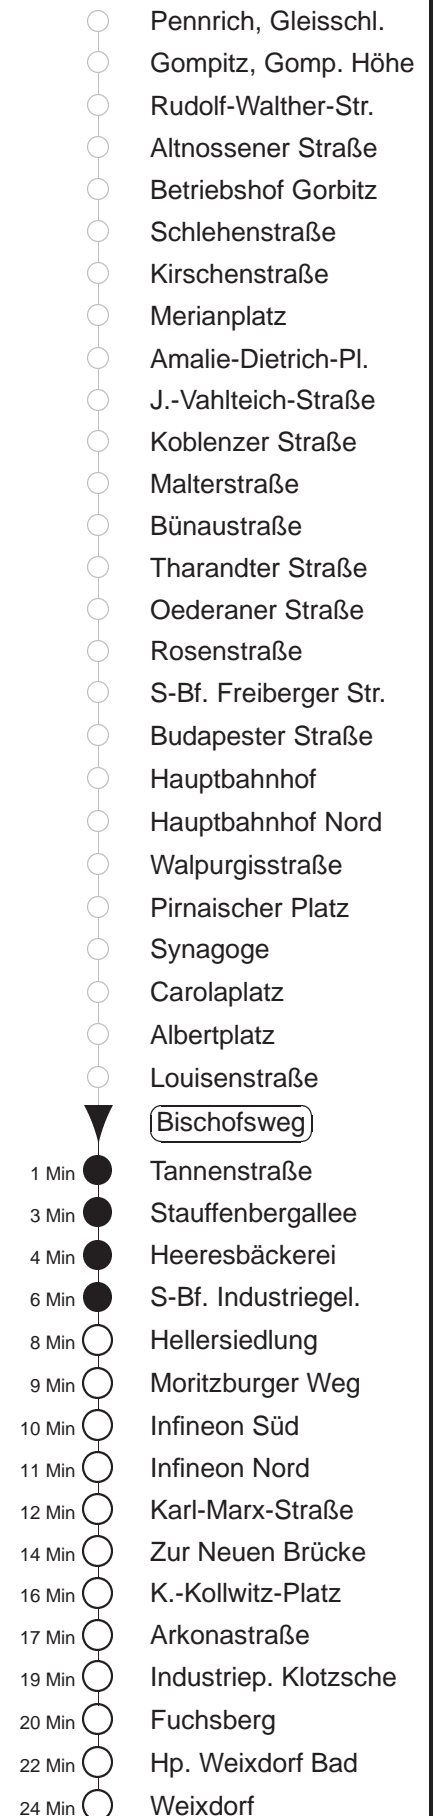 Pennrich, Gleisschl.
Gompitz, Gomp. Höhe
Rudolf-Walther-Str.
Altnossener Straße
Betriebshof Gorbitz
Schlehenstraße
Kirschenstraße
Merianplatz
Amalie-Dietrich-Pl.
J.-Vahlteich-Straße
Koblenzer Straße
Malterstraße
Bünaustraße
Tharandter Straße
Oederaner Straße
Rosenstraße
S-Bf. Freiberger Str.
Budapester Straße
Hauptbahnhof
Hauptbahnhof Nord
Walpurgisstraße
Pirnaischer Platz
Synagoge
Carolaplatz
Albertplatz
Louisenstraße
Bischofsweg
1 Min Tannenstraße
3 Min Stauffenbergallee
4 Min Heeresbäckerei
6 Min S-Bf. Industriegel.
8 Min Hellersiedlung
9 Min Moritzburger Weg
10 Min Infineon Süd
11 Min Infineon Nord
12 Min Karl-Marx-Straße
14 Min Zur Neuen Brücke
16 Min K.-Kollwitz-Platz
17 Min Arkonastraße
19 Min Industriep. Klotzsche
20 Min Fuchsberg
22 Min Hp. Weixdorf Bad
24 Min Weixdorf